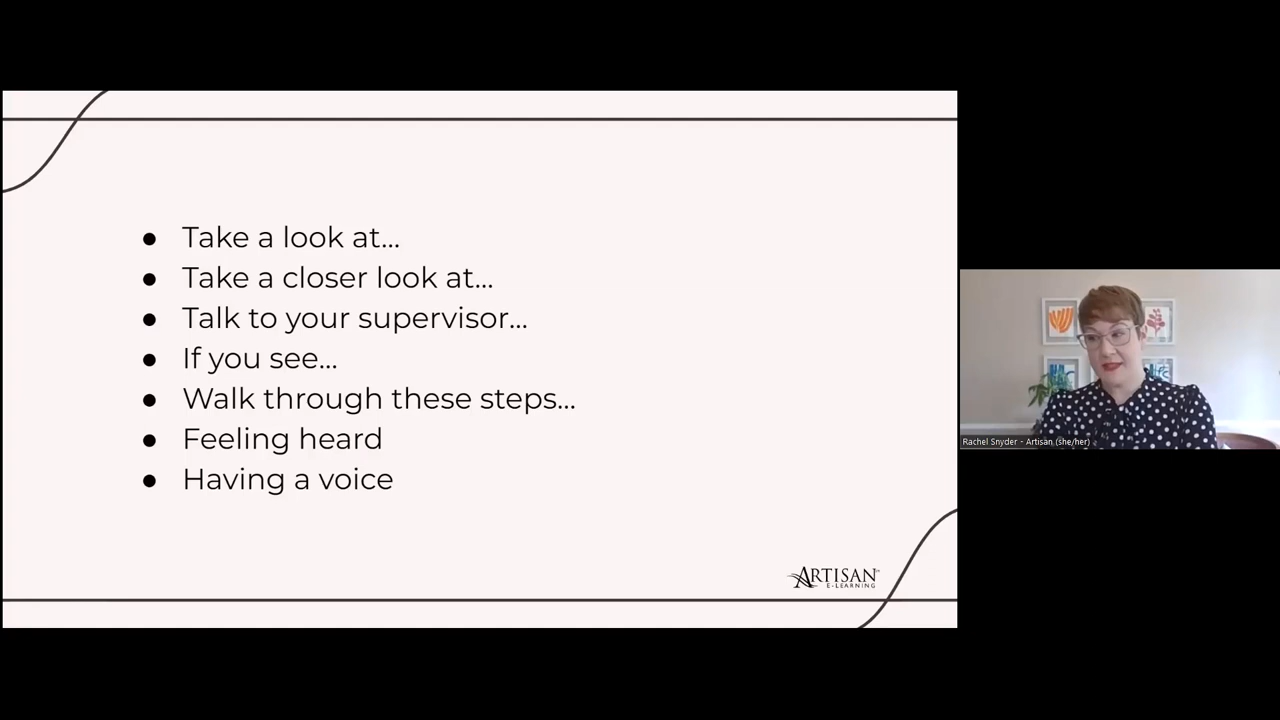 ● Take a look at...
● Take a closer look at...
● Talk to your supervisor...
● If you see...
● Walk through these steps...
● Feeling heard
● Having a voice
ARTISAN
E-LEARNING
Rachel Snyder - Artisan (she/her)